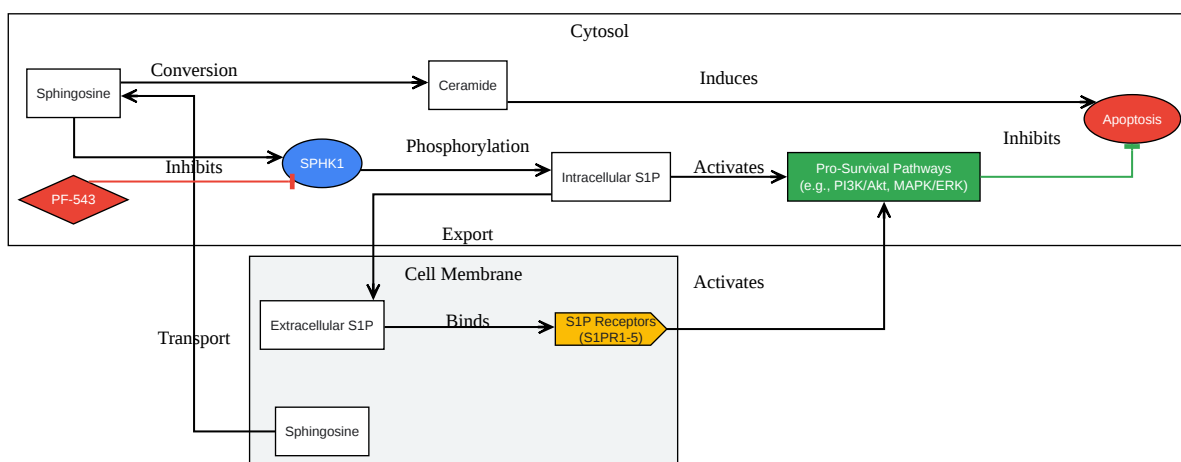 Cytosol
Conversion
Sphingosine
Ceramide
Induces
Apoptosis
Inhibits
SPHK1
Phosphorylation
Intracellular S1P
Activates
Pro-Survival Pathways
(e.g., PI3K/Akt, MAPK/ERK)
Inhibits
PF-543
Export
Cell Membrane
Activates
Extracellular S1P
Binds
S1P Receptors
(S1PR1-5)
Transport
Sphingosine